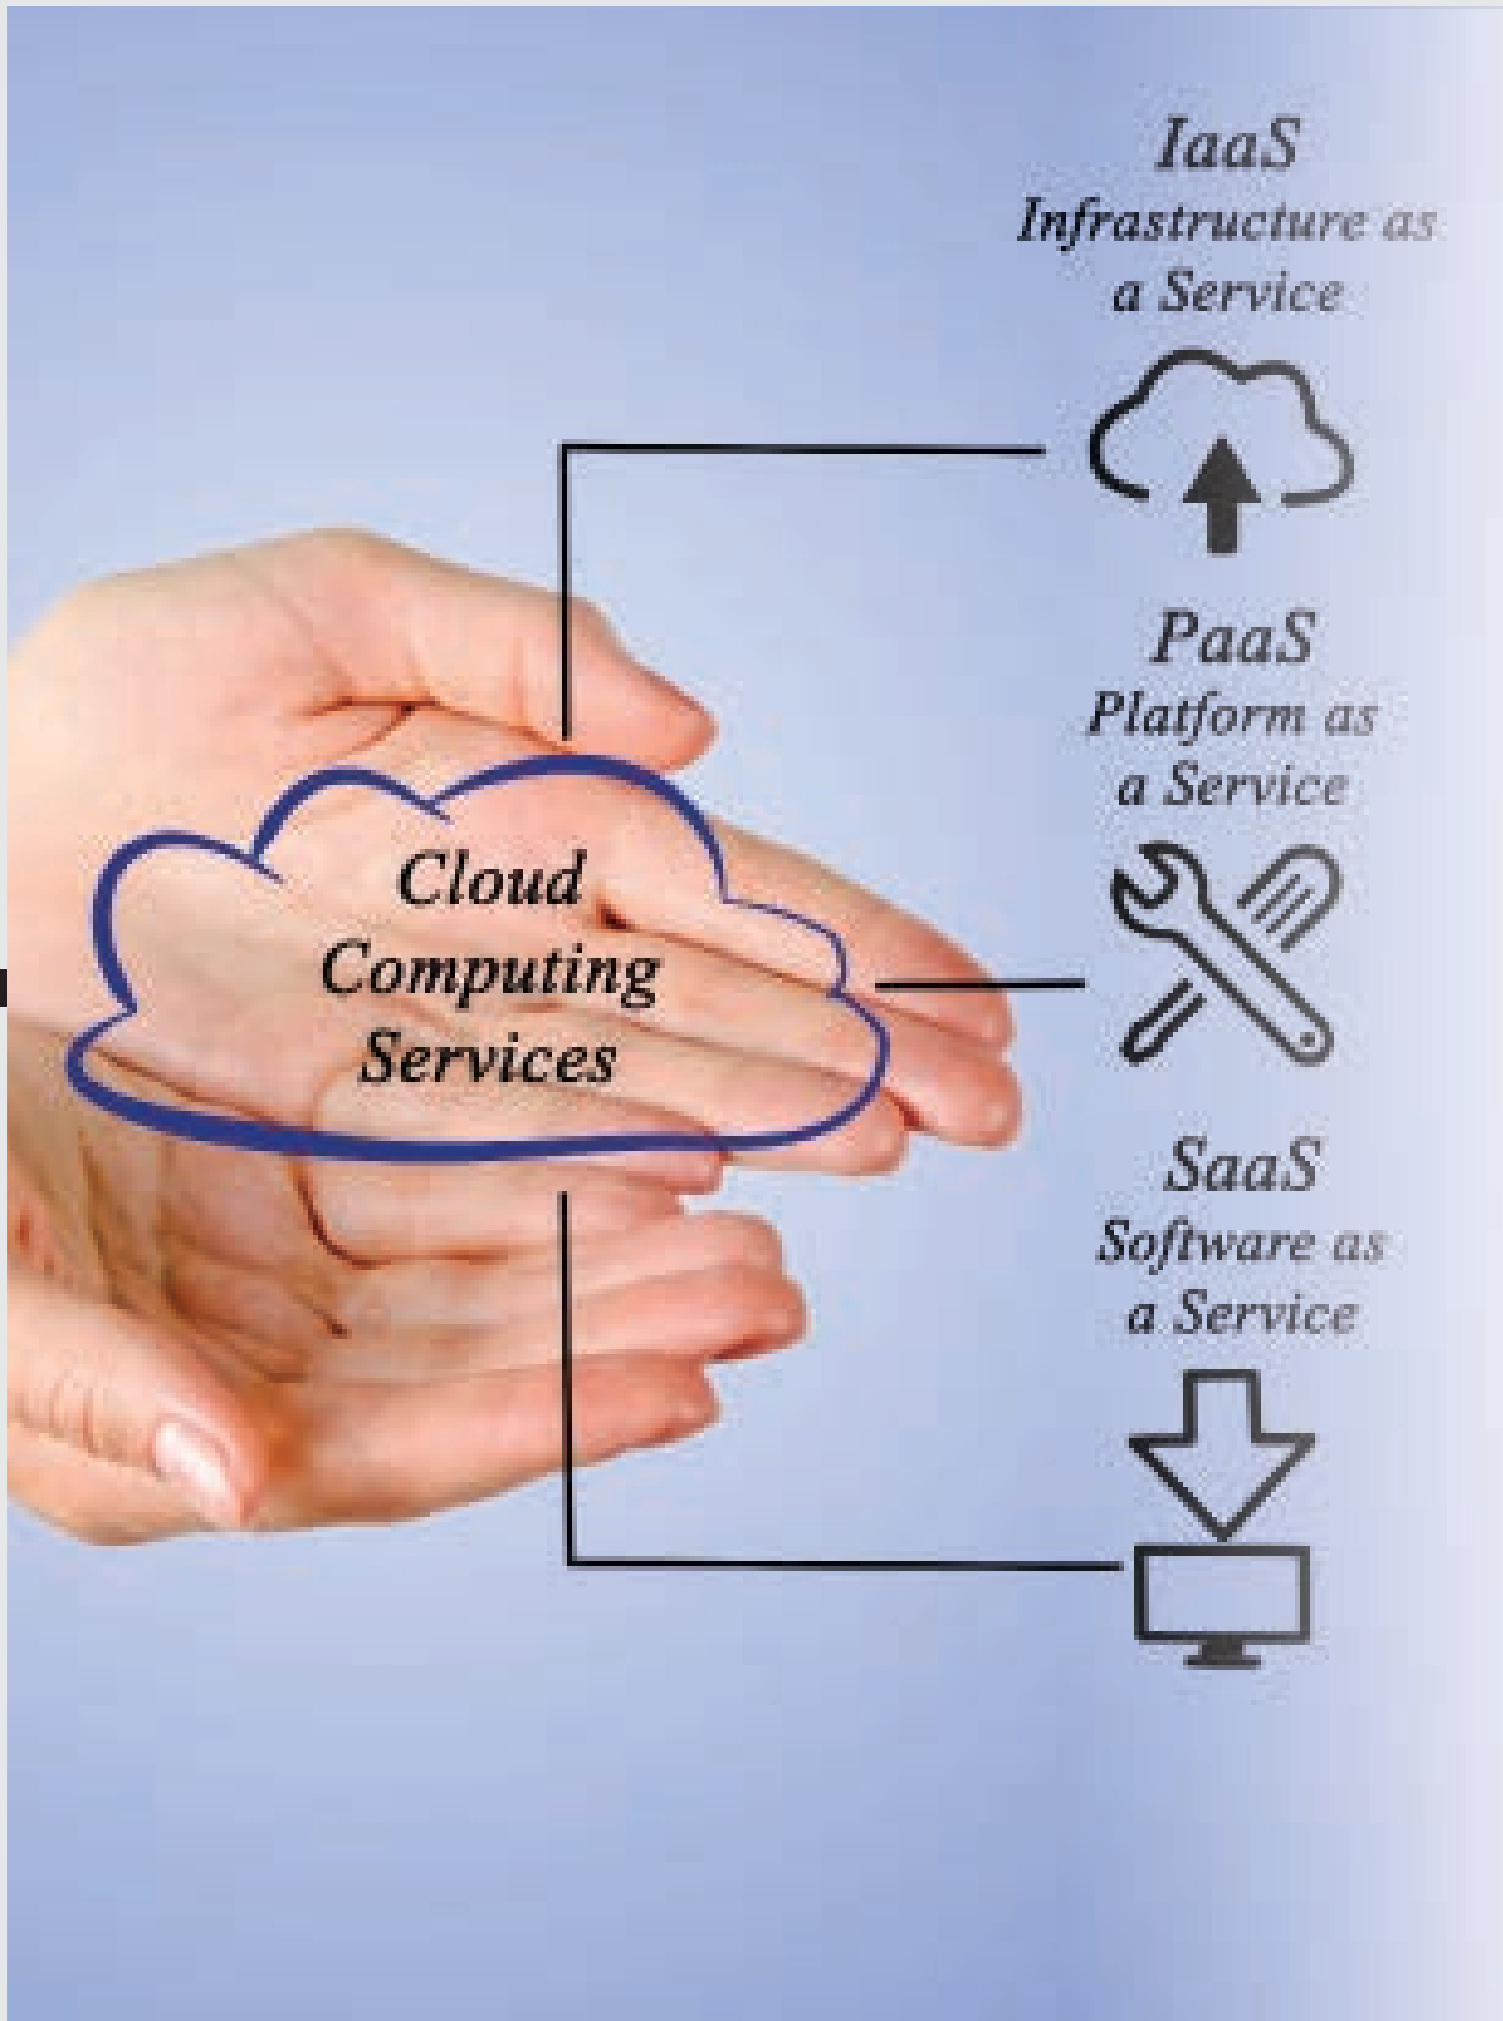 IaaS
Infrastructure as
a Service
PaaS
Platform as
a Service
Cloud
Computing
Services
SaaS
Software as
a Service